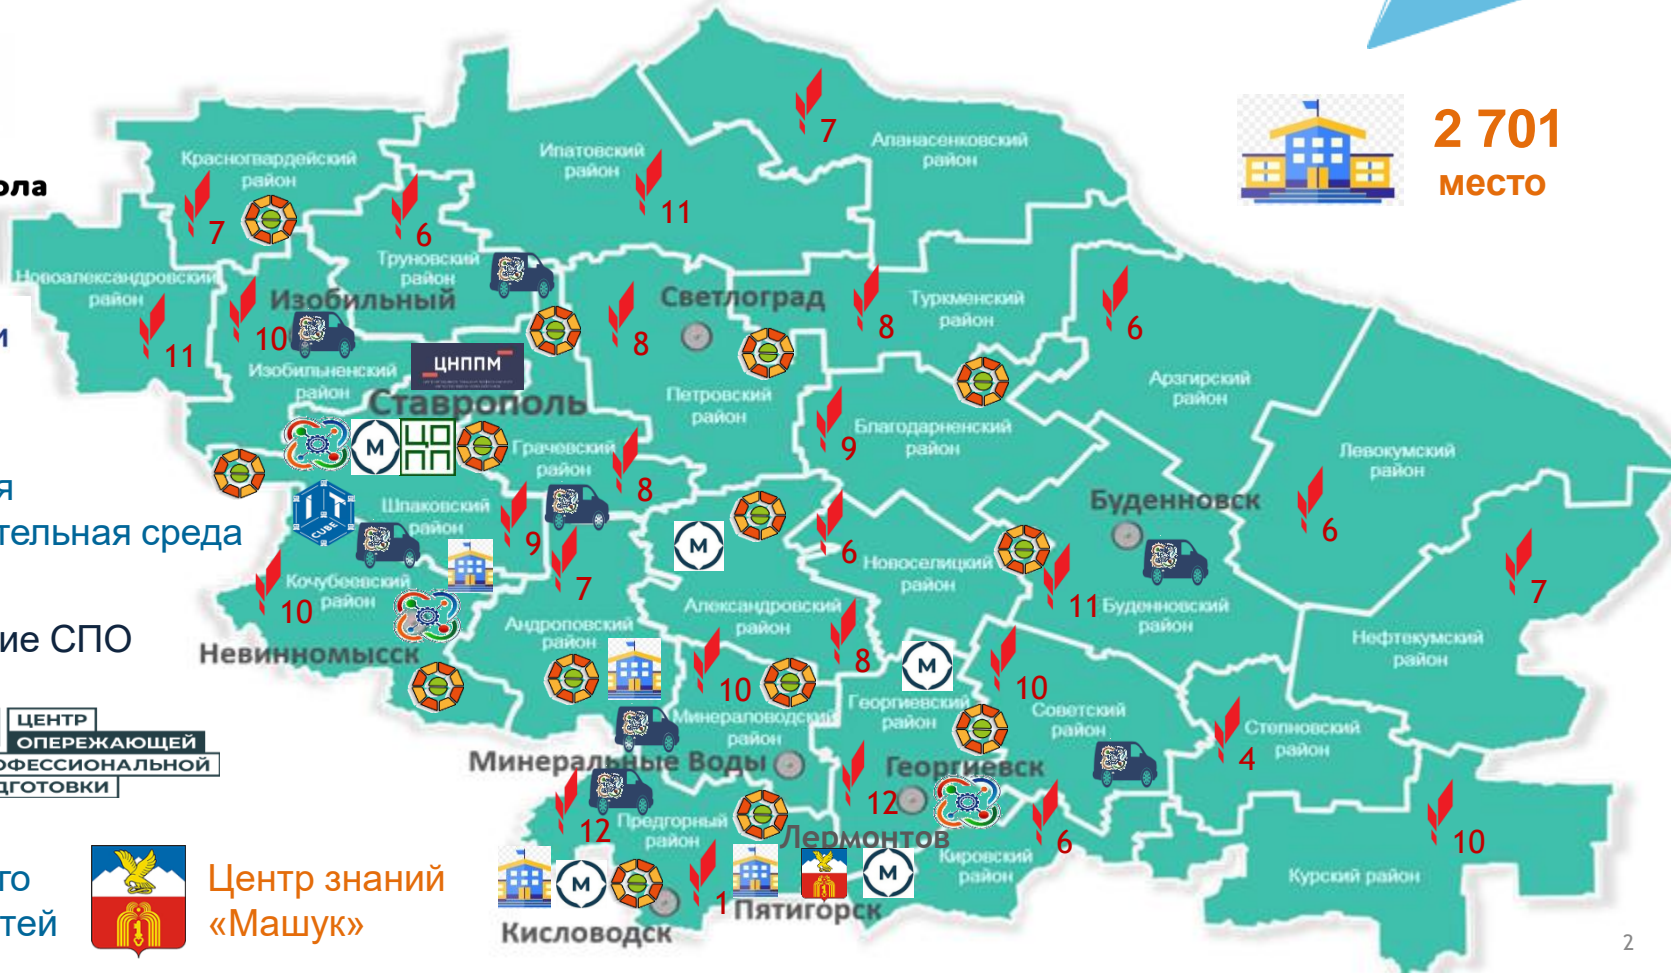 7
Апанасенковский
район
2 701
место
Красногвардейский
район
7
Ипатовский
район
11
ола
6
Труновский
район
Новоалександровский
район
11
10
Изобильный
Изобильненский
район
и
8
Светлоград
8
Туркменский
район
6
ЦНППМ
Ставрополь
Петровский
район
Арзгирский
район
М
ЦО
ПП
Грачевский
район
8
9
Благодарненский
район
Левокумский
район
6
я
тельная среда
IT
CUBE
Шпаковский
район
9
М
6
Новоселицкий
район
Буденновск
10
Кочубеевский
район
7
Александровский
район
11
Буденновский
район
7
Нефтекумский
район
ие СПО
Невинномысск
Андроповский
район
10
8
М
10
Георгиевский
район
Советский
район
4
Степновский
район
ЦЕНТР
ОПЕРЕЖАЮЩЕЙ
ОФЕССИОНАЛЬНОЙ
ДГОТОВКИ
Минераловодский
район
Минеральные Воды
12
Предгорный
район
12
Георгиевск
Лермонтов
6
Кировский
район
10
Курский район
го
тей
Центр знаний
«Машук»
М
1
М
Пятигорск
Кисловодск
2